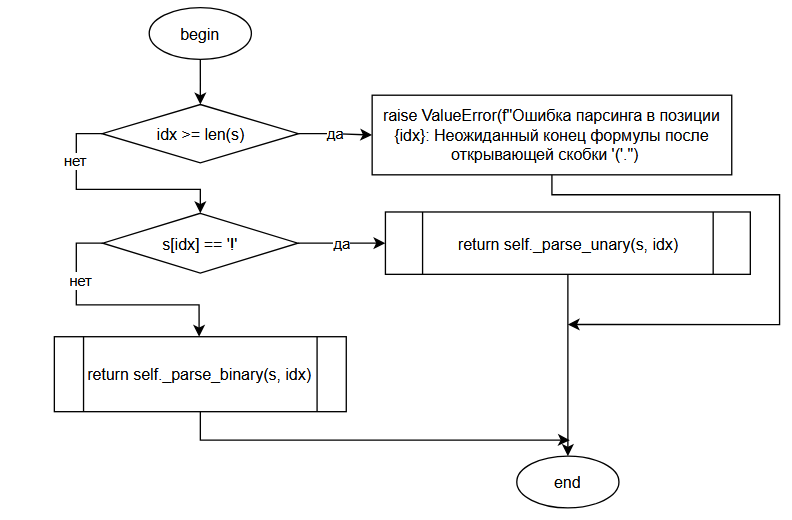 begin
idx >= len(s)
да
raise ValueError(f"Ошибка парсинга в позиции
{idx}: Неожиданный конец формулы после
открывающей скобки '('.")
нет
s[idx] == '!'
да
return self._parse_unary(s, idx)
нет
return self._parse_binary(s, idx)
end